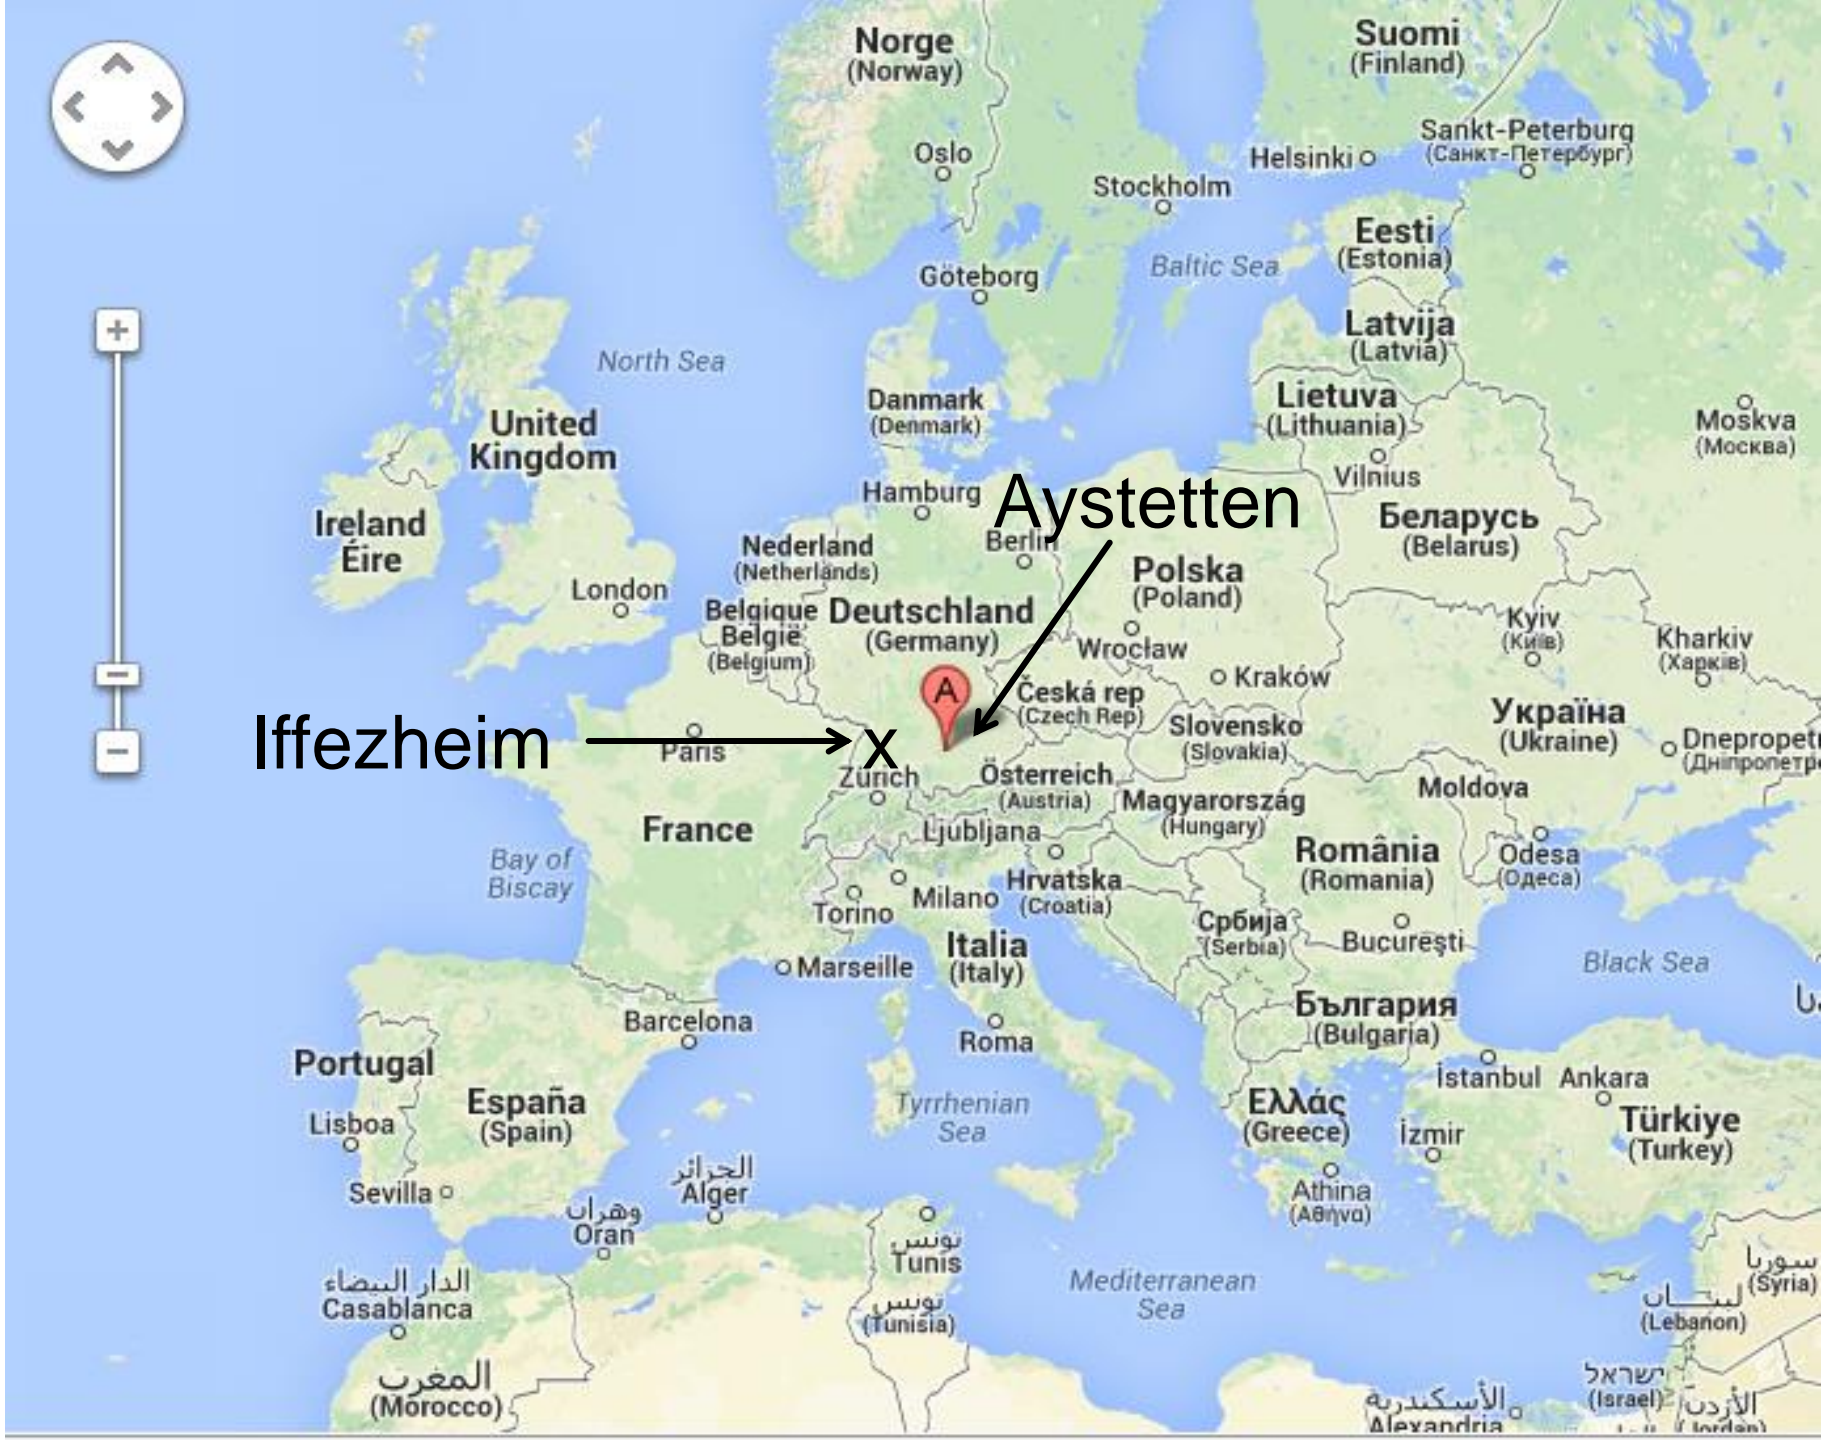 Norge
(Norway)
Suomi
(Finland)
Oslo
Helsinki
Sankt-Peterburg
(Санкт-Петербург)
Stockholm
Eesti
(Estonia)
Göteborg
Baltic Sea
Latvija
(Latvia)
North Sea
Danmark
(Denmark)
Lietuva
(Lithuania)
Moskva
(Москва)
United
Kingdom
Vilnius
Hamburg
Aystetten
Ireland
Éire
Беларусь
(Belarus)
Nederland
(Netherlands)
Berlin
London
Polska
(Poland)
Belgique
België
(Belgium)
Deutschland
(Germany)
Wrocław
Kyiv
(Київ)
Kharkiv
(Харків)
Kraków
A
Česká rep
(Czech Rep)
Slovensko
(Slovakia)
Україна
(Ukraine)
Iffezheim
x
Paris
Dnepropet
(Дніпропетр
Zürich
Österreich
(Austria)
Magyarország
(Hungary)
Moldova
France
Ljubljana
Bay of
Biscay
România
(Romania)
Odesa
(Одеса)
Torino
Milano
Hrvatska
(Croatia)
Србија
(Serbia)
București
Italia
(Italy)
Marseille
Black Sea
Barcelona
Roma
България
(Bulgaria)
Portugal
İstanbul
Ankara
España
(Spain)
Tyrrhenian
Sea
Ελλάς
(Greece)
İzmir
Türkiye
(Turkey)
Lisboa
Sevilla
الجزائر
Alger
Athina
(Αθήνα)
وهران
Oran
تونس
Tunis
الدار البيضاء
Casablanca
Mediterranean
Sea
سوريا
(Syria)
تونس
(Tunisia)
لبنان
(Lebanon)
المغرب
(Morocco)
ישראל
(Israel)
الأسكندرية
Alexandria
الأردن
(Jordan)